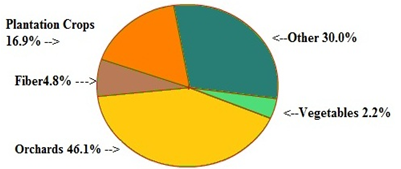 Plantation Crops
16.9% -->
<--Other 30.0%
Fiber4.8% --->
<--Vegetables 2.2%
Orchards 46.1% -->